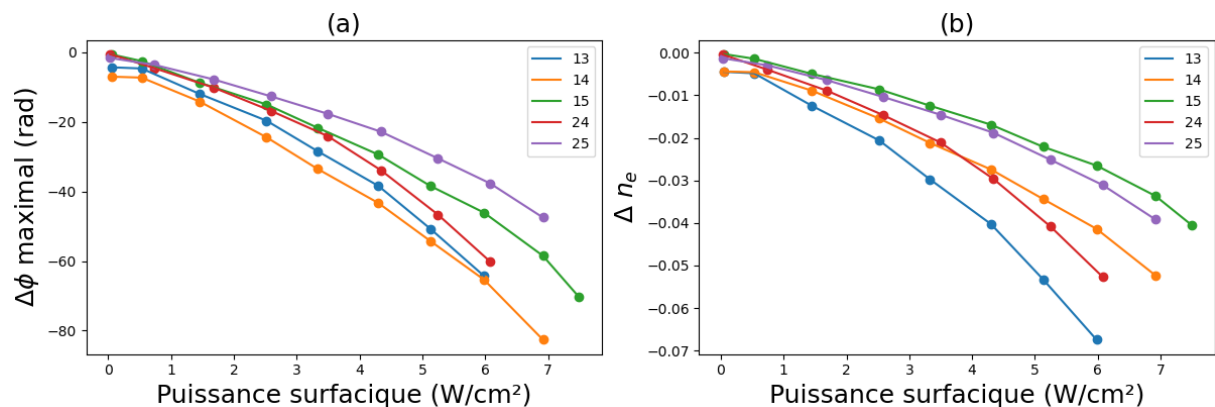 (a)
0
−20
−40
−60
−80
Δϕ maximal (rad)
13
14
15
24
25
0 1 2 3 4 5 6 7
Puissance surfacique (W/cm²)
(b)
0.00
−0.01
−0.02
−0.03
−0.04
−0.05
−0.06
−0.07
Δ nₑ
13
14
15
24
25
0 1 2 3 4 5 6 7
Puissance surfacique (W/cm²)